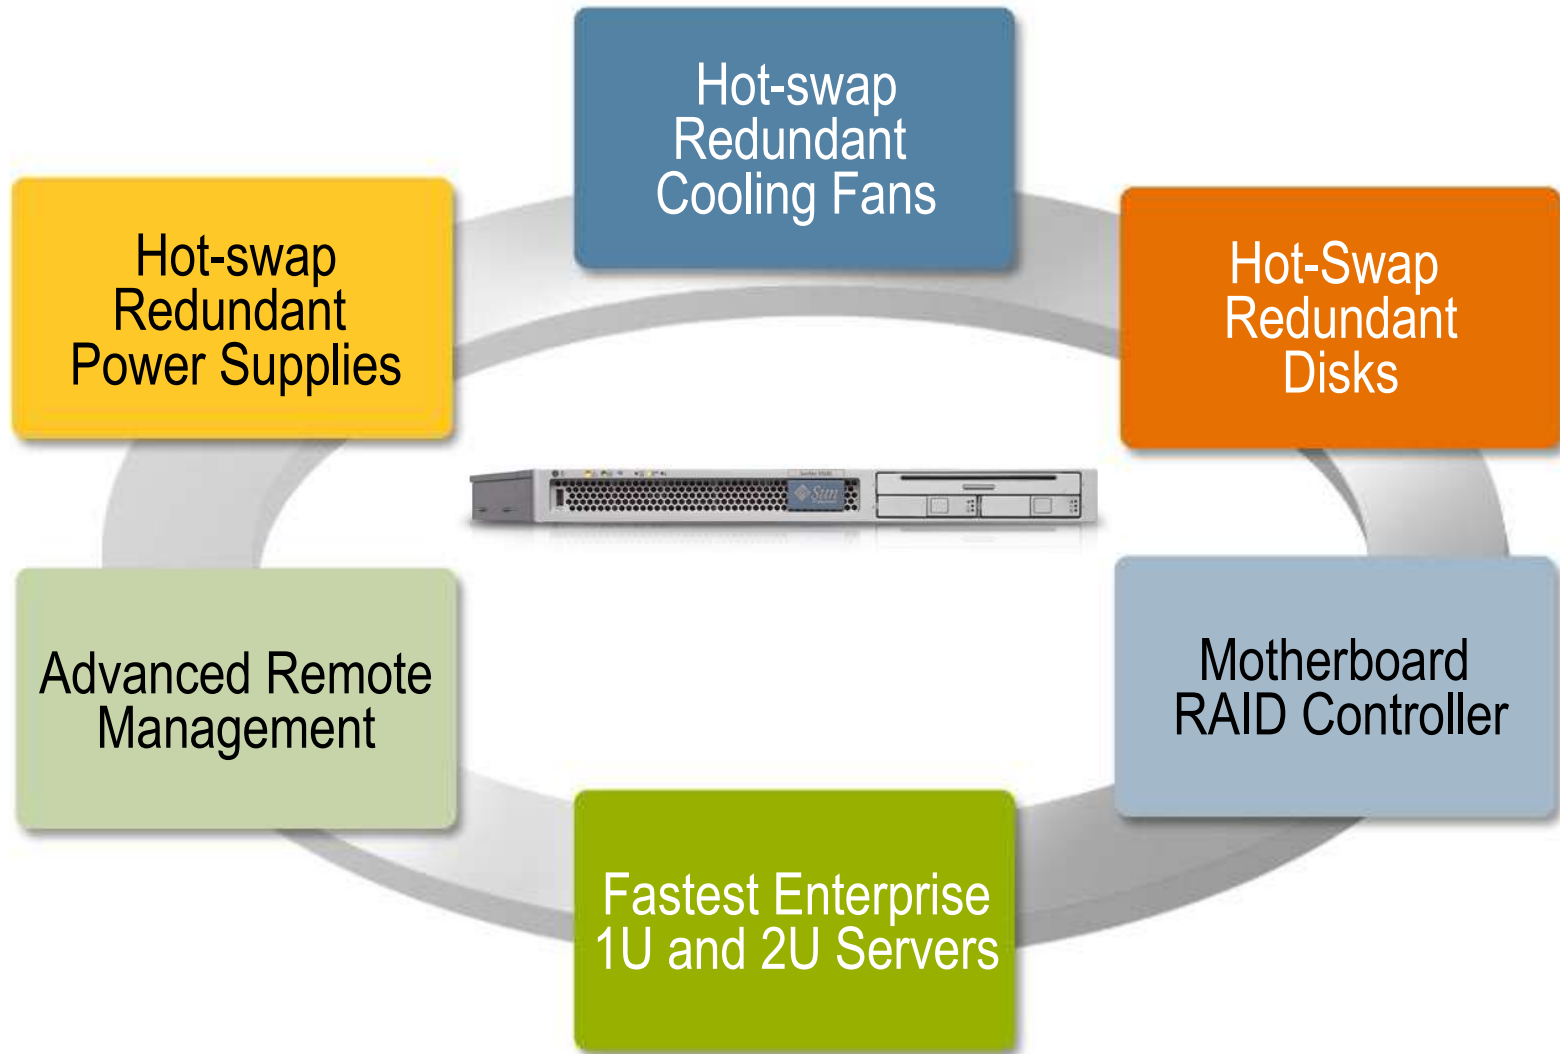 Hot-swap
Redundant
Cooling Fans
Hot-swap
Redundant
Power Supplies
Hot-Swap
Redundant
Disks
Sun
Advanced Remote
Management
Motherboard
RAID Controller
Fastest Enterprise
1U and 2U Servers